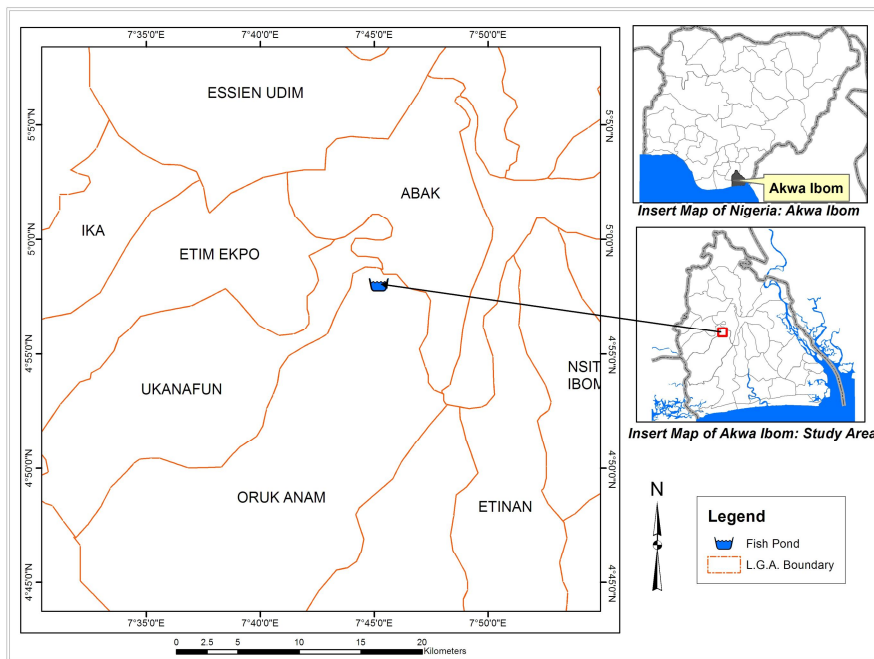 7°35'0"E 7°40'0"E 7°45'0"E 7°50'0"E
5°5'0"N
5°0'0"N
4°55'0"N
4°50'0"N
4°45'0"N
ESSIEN UDIM
ABAK
IKA
ETIM EKPO
UKANAFUN
NSIT
IBOM
ORUK ANAM
ETINAN
5°5'0"N
5°0'0"N
4°55'0"N
4°50'0"N
4°45'0"N
7°35'0"E 7°40'0"E 7°45'0"E 7°50'0"E
0 2.5 5 10 15 20
Kilometers
Akwa Ibom
Insert Map of Nigeria: Akwa Ibom
Insert Map of Akwa Ibom: Study Area
N
Legend
Fish Pond
L.G.A. Boundary